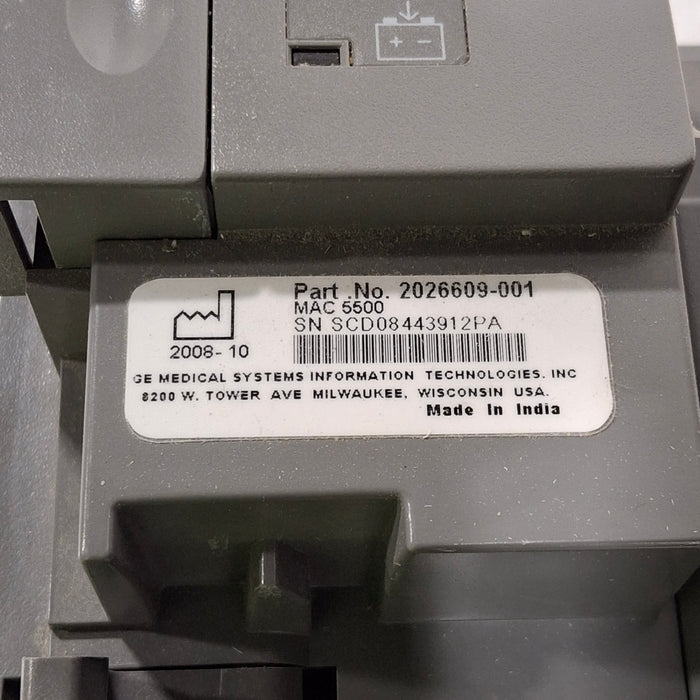 Part .No. 2026609-001
MAC 5500
SN SCD08443912PA
2008-10
GE MEDICAL SYSTEMS INFORMATION TECHNOLOGIES. INC
8200 W. TOWER AVE MILWAUKEE, WISCONSIN USA.
Made In India